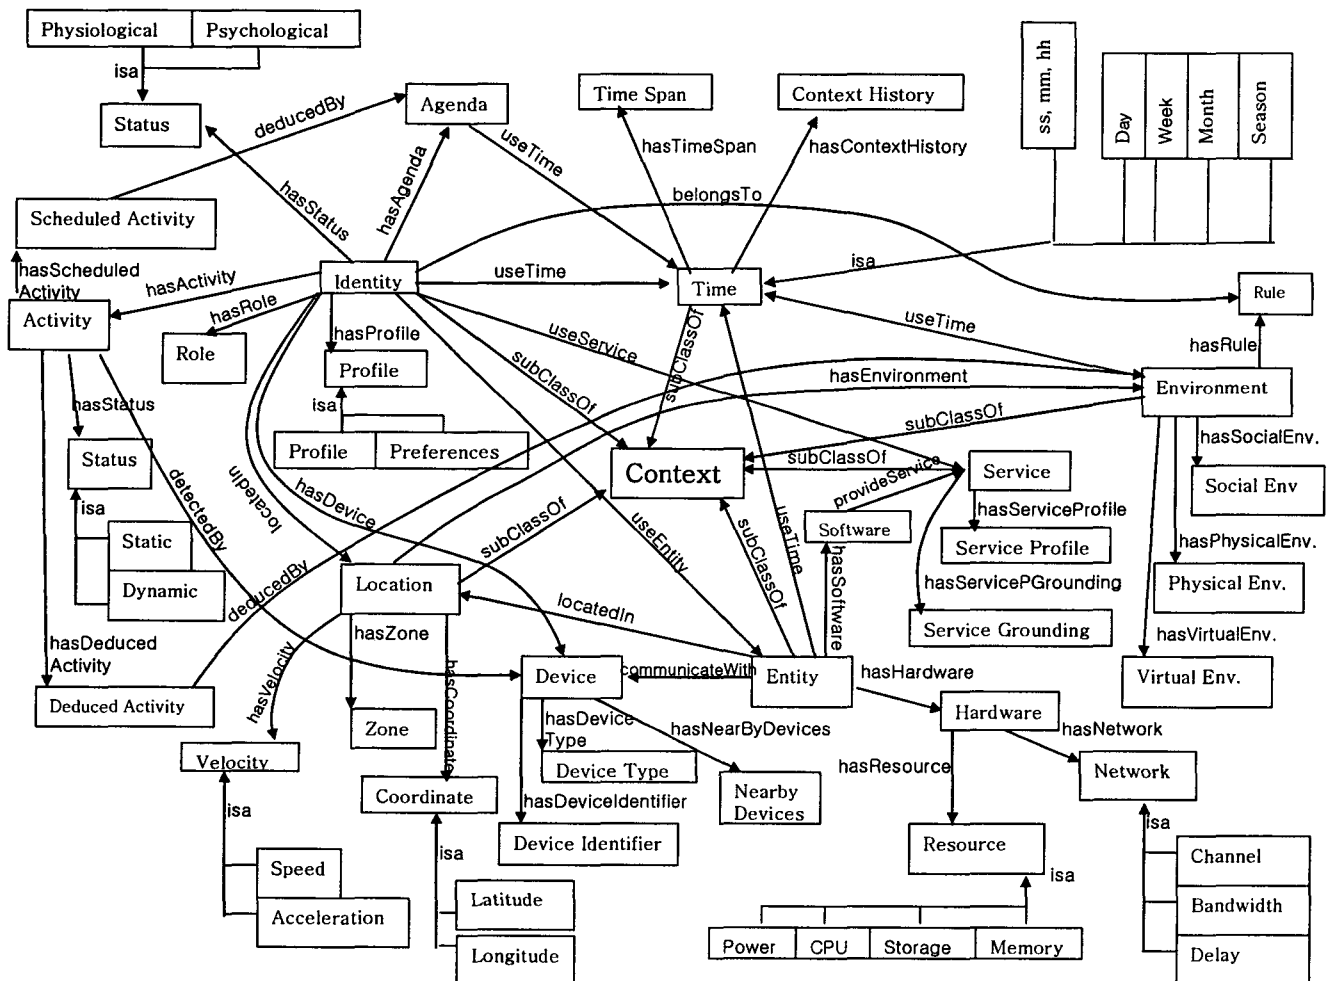 Physiological
Psychological
isa
Status
deducedBy
Agenda
Time Span
Context History
ss, mm, hh
Day
Week
Month
Season
useTime
hasTimeSpan
hasContextHistory
hasStatus
hasAgenda
belongsTo
Scheduled Activity
hasScheduled
Activity
hasActivity
Identity
useTime
Time
isa
Rule
Activity
hasRole
Role
hasProfile
Profile
isa
Profile
Preferences
subClassOf
useService
subClassOf
useTime
hasRule
hasEnvironment
Environment
hasStatus
Status
isa
Static
Dynamic
detectedBy
locatedIn
hasDevice
Context
subClassOf
subClassOf
provideService
Service
hasSocialEnv.
Social Env
hasServiceProfile
Service Profile
hasPhysicalEnv.
Physical Env.
Software
hasServicePGrounding
Service Grounding
hasVirtualEnv.
Virtual Env.
subClassOf
useEntity
subClassOf
useTime
hasSoftware
Location
locatedIn
deducedBy
hasDeduced
Activity
Deduced Activity
hasVelocity
hasZone
Zone
hasCoordinate
Device
communicateWith
Entity
hasHardware
Hardware
hasNetwork
Network
Velocity
isa
Speed
Acceleration
Coordinate
isa
Latitude
Longitude
hasDevice
Type
Device Type
hasNearByDevices
Nearby
Devices
hasDeviceIdentifier
Device Identifier
hasResource
Resource
isa
Power
CPU
Storage
Memory
isa
Channel
Bandwidth
Delay